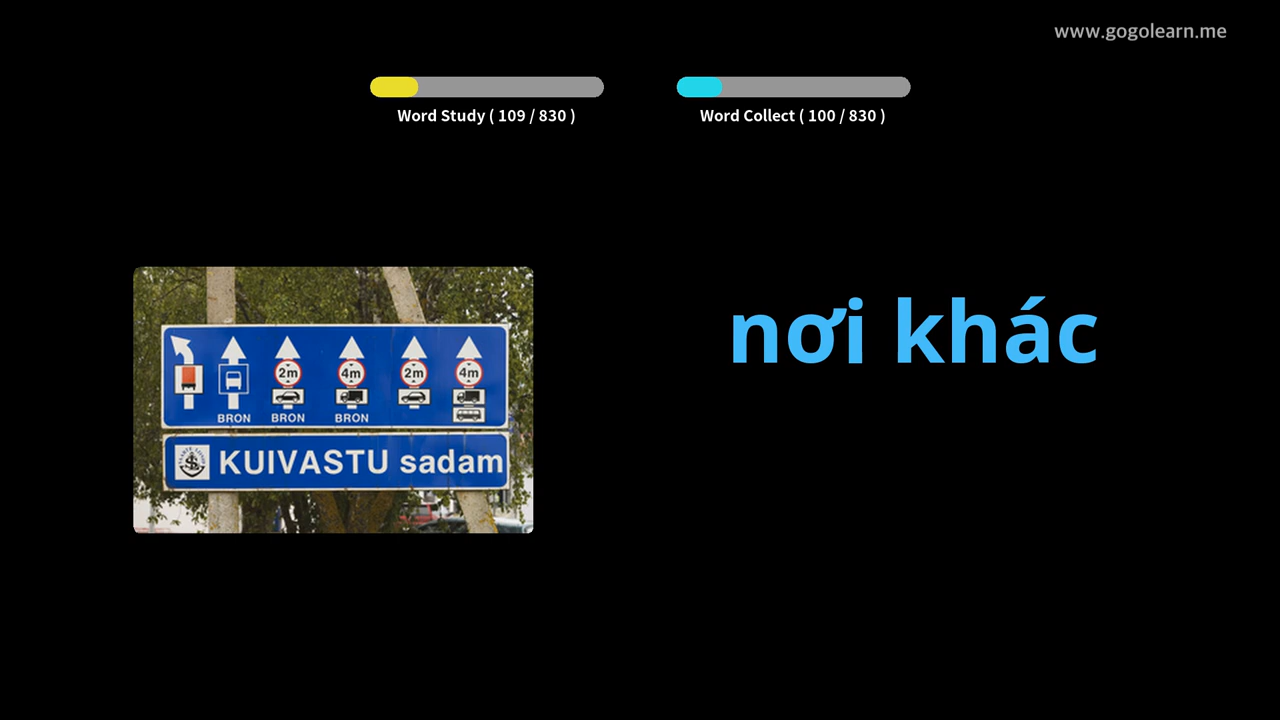 www.gogolearn.me
Word Study ( 109 / 830 )
Word Collect ( 100 / 830 )
nơi khác
2m 4m 2m 4m
BRON BRON BRON
KUIVASTU sadam